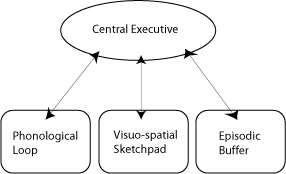 Central Executive
Phonological
Loop
Visuo-spatial
Sketchpad
Episodic
Buffer